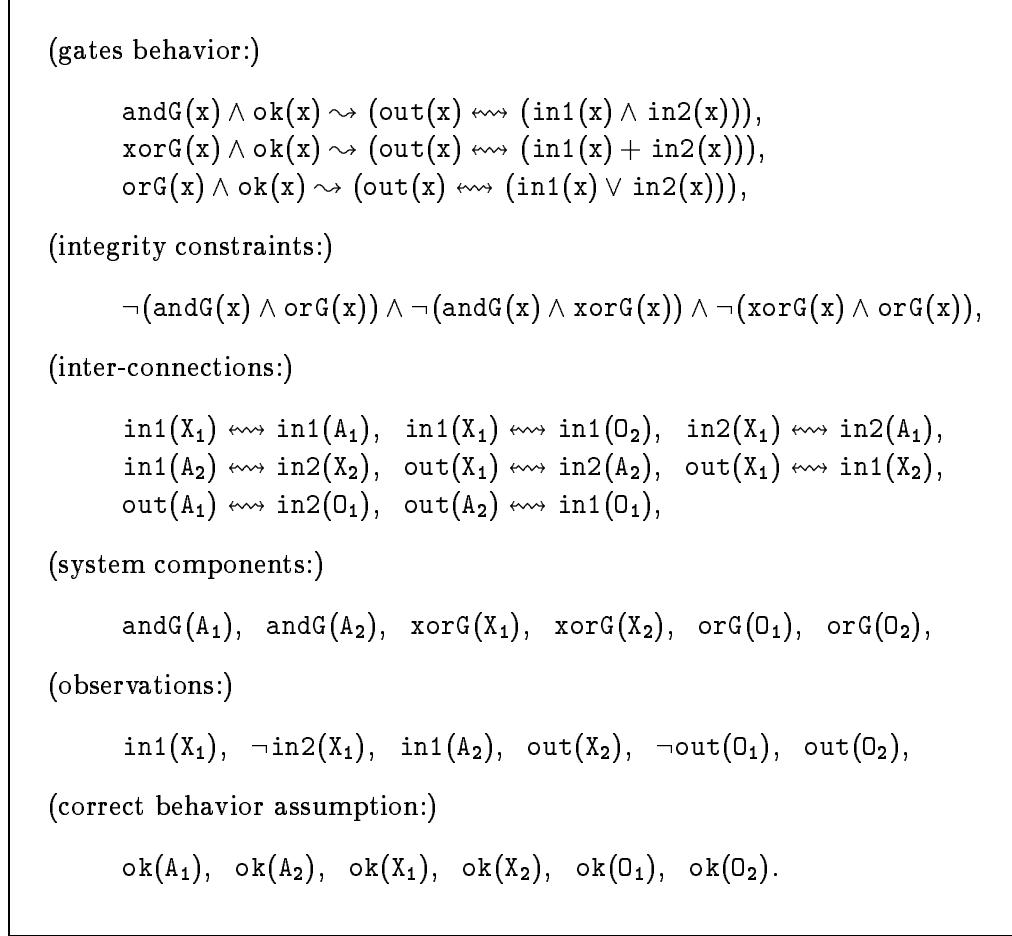 (gates behavior:)
andG(x) ∧ ok(x) ⇝ (out(x) ↭ (in1(x) ∧ in2(x))),
xorG(x) ∧ ok(x) ⇝ (out(x) ↭ (in1(x) + in2(x))),
orG(x) ∧ ok(x) ⇝ (out(x) ↭ (in1(x) ∨ in2(x))),
(integrity constraints:)
¬(andG(x) ∧ orG(x)) ∧ ¬(andG(x) ∧ xorG(x)) ∧ ¬(xorG(x) ∧ orG(x)),
(inter-connections:)
in1(X₁) ↭ in1(A₁), in1(X₁) ↭ in1(O₂), in2(X₁) ↭ in2(A₁),
in1(A₂) ↭ in2(X₂), out(X₁) ↭ in2(A₂), out(X₁) ↭ in1(X₂),
out(A₁) ↭ in2(O₁), out(A₂) ↭ in1(O₁),
(system components:)
andG(A₁), andG(A₂), xorG(X₁), xorG(X₂), orG(O₁), orG(O₂),
(observations:)
in1(X₁), ¬in2(X₁), in1(A₂), out(X₂), ¬out(O₁), out(O₂),
(correct behavior assumption:)
ok(A₁), ok(A₂), ok(X₁), ok(X₂), ok(O₁), ok(O₂).